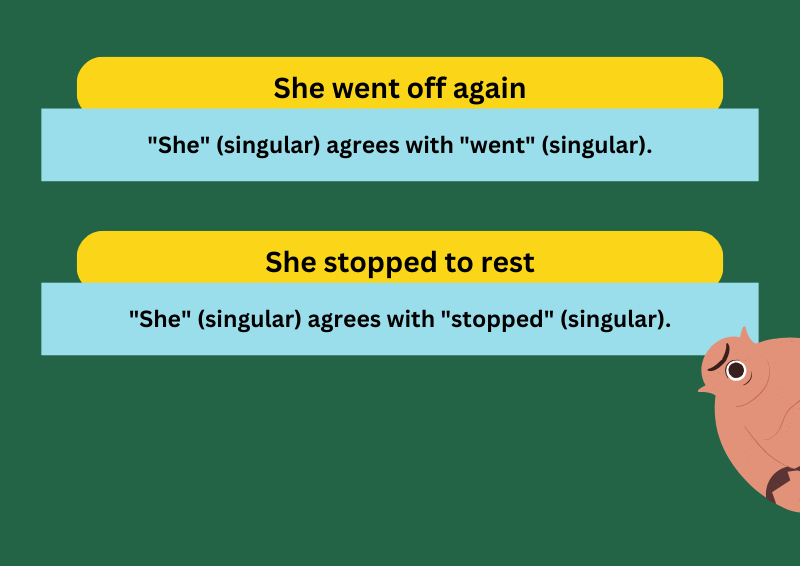 She went off again
"She" (singular) agrees with "went" (singular).
She stopped to rest
"She" (singular) agrees with "stopped" (singular).